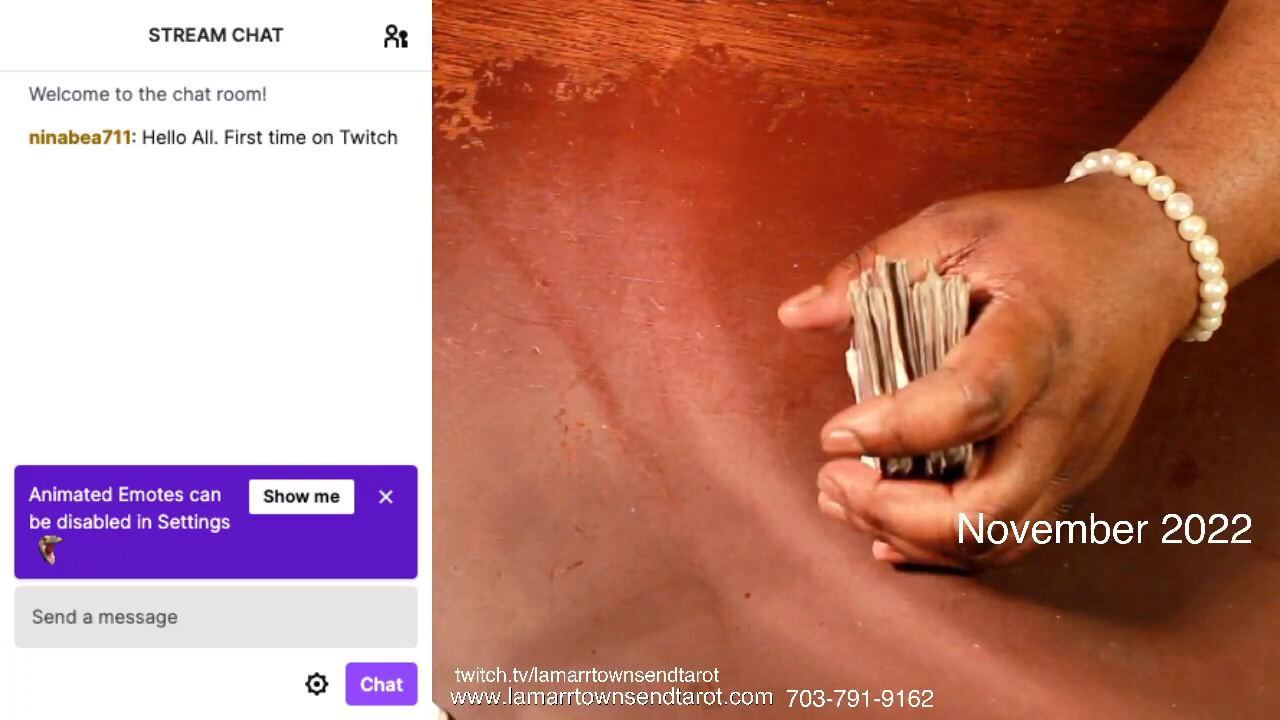 STREAM CHAT
Welcome to the chat room!
ninabea711: Hello All. First time on Twitch
Animated Emotes can
be disabled in Settings
Show me
Send a message
Chat
November 2022
twitch.tv/lamarrtownsendtarot
www.lamarrtownsendtarot.com 703-791-9162